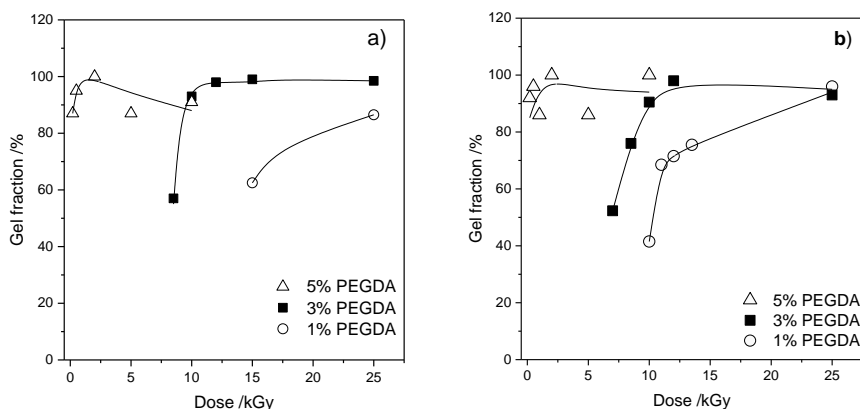 a)
120
100
80
60
40
20
0
Gel fraction /%
5% PEGDA
3% PEGDA
1% PEGDA
0 5 10 15 20 25
Dose /kGy
b)
120
100
80
60
40
20
0
Gel fraction /%
5% PEGDA
3% PEGDA
1% PEGDA
0 5 10 15 20 25
Dose /kGy